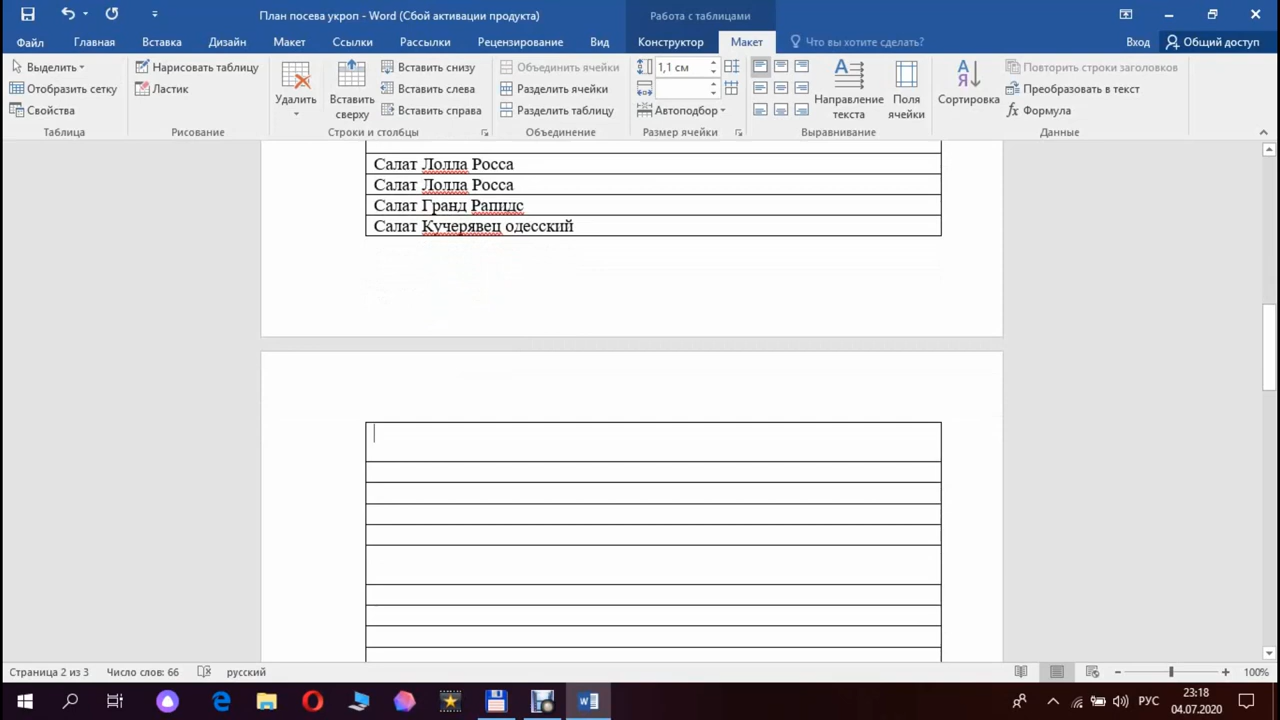 План посева укроп - Word (Сбой активации продукта)
Работа с таблицами
Файл Главная Вставка Дизайн Макет Ссылки Рассылки Рецензирование Вид Конструктор Макет Что вы хотите сделать? Вход Общий доступ
Выделить
Отобразить сетку
Свойства
Таблица
Нарисовать таблицу
Ластик
Рисование
Удалить
Вставить сверху
Вставить снизу
Вставить слева
Вставить справа
Строки и столбцы
Объединить ячейки
Разделить ячейки
Разделить таблицу
Объединение
1,1 см
Автоподбор
Размер ячейки
Направление текста
Поля ячейки
Выравнивание
Сортировка
Повторить строки заголовков
Преобразовать в текст
fx Формула
Данные
Салат Лолла Росса
Салат Лолла Росса
Салат Гранд Рапидс
Салат Кучерявец одесский
Страница 2 из 3 Число слов: 66 русский 100%
РУС
23:18
04.07.2020